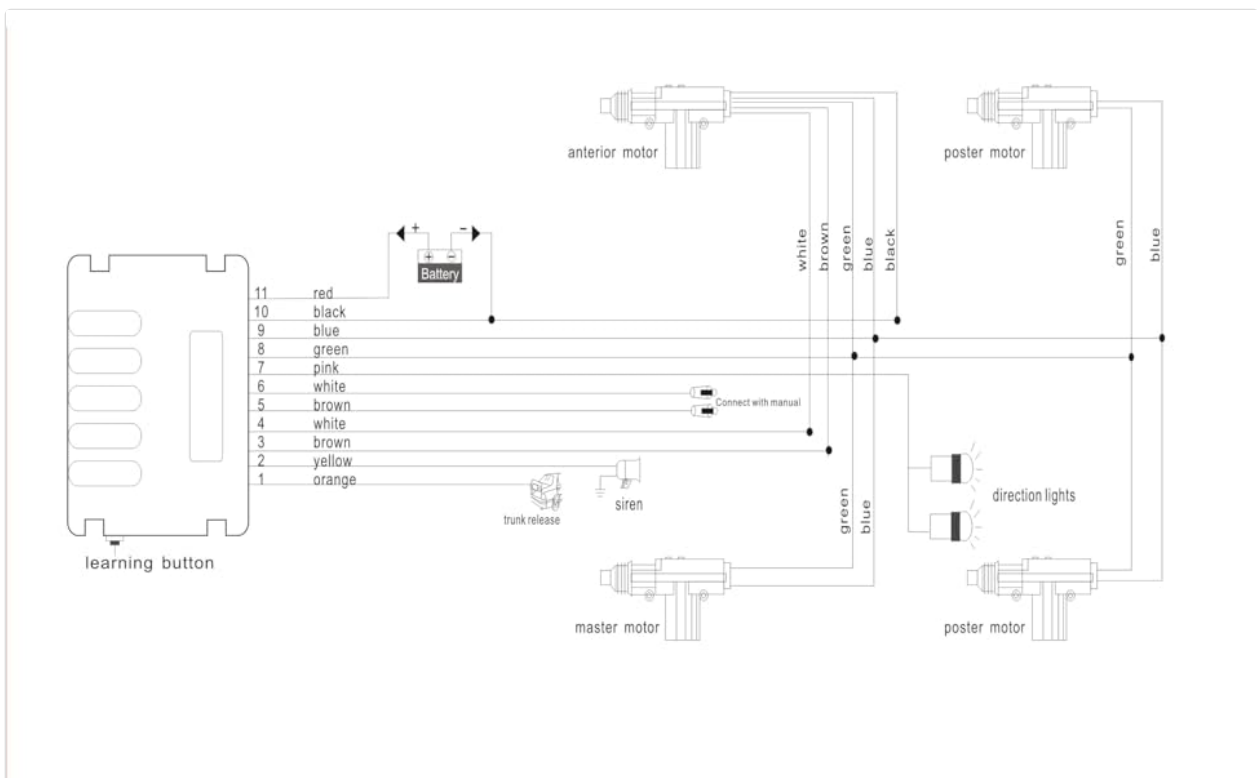 anterior motor
poster motor
white
brown
green
blue
black
green
blue
+
-
+ -
Battery
11 red
10 black
9 blue
8 green
7 pink
6 white
5 brown
4 white
3 brown
2 yellow
1 orange
Connect with manual
trunk release
siren
green
blue
direction lights
learning button
master motor
poster motor